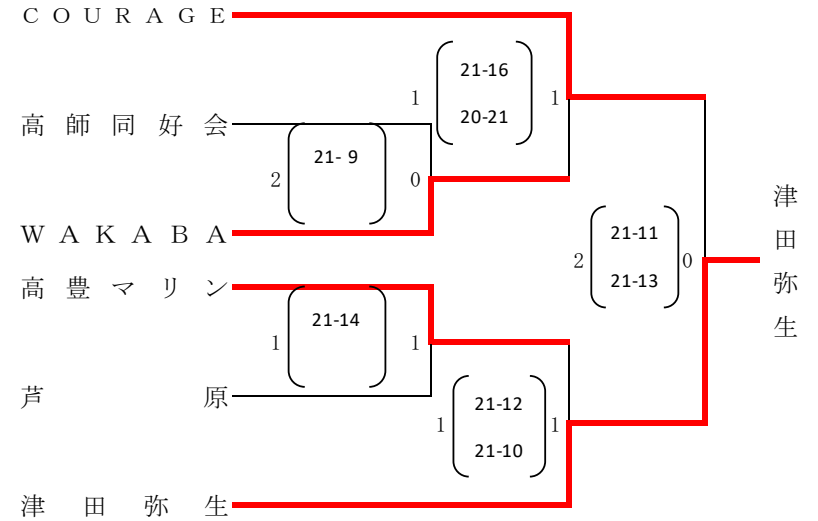 COURAGE
21-16
1 1
20-21
高師同好会
21- 9
2 0
WAKABA
高豊マリン
21-14
1 1
芦原
21-12
1 1
21-10
津田弥生
21-11
2 0
21-13
津田弥生